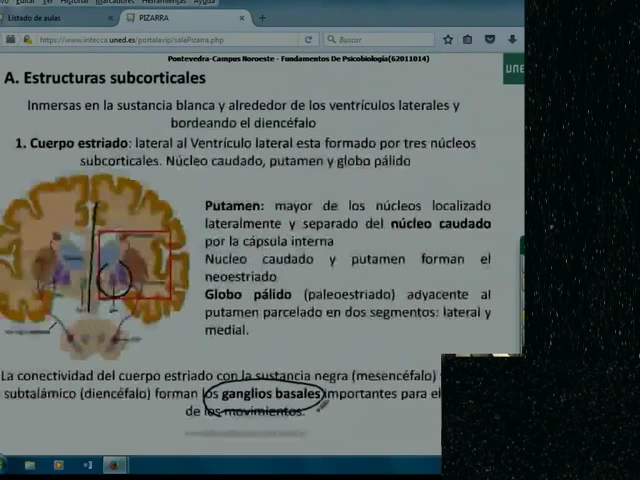 Listado de aulas
PIZARRA
https://www.intecca.uned.es/portalavip/salaPizarra.php
Buscar
Pontevedra-Campus Noroeste - Fundamentos De Psicobiología(62011014)
UNE
A. Estructuras subcorticales
Inmersas en la sustancia blanca y alrededor de los ventrículos laterales y
bordeando el diencéfalo
1. Cuerpo estriado: lateral al Ventrículo lateral esta formado por tres núcleos
subcorticales. Núcleo caudado, putamen y globo pálido
Putamen: mayor de los núcleos localizado
lateralmente y separado del núcleo caudado
por la cápsula interna
Nucleo caudado y putamen forman el
neoestriado
Globo pálido (paleoestriado) adyacente al
putamen parcelado en dos segmentos: lateral y
medial.
La conectividad del cuerpo estriado con la sustancia negra (mesencéfalo)
subtalámico (diencéfalo) forman los ganglios basales importantes para el
de los movimientos.